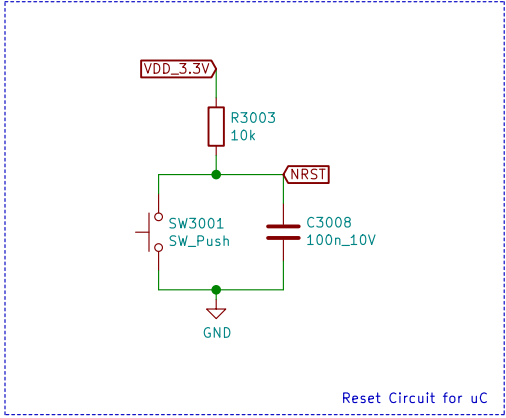 VDD_3.3V
R3003
10k
NRST
SW3001
SW_Push
C3008
100n_10V
GND
Reset Circuit for uC